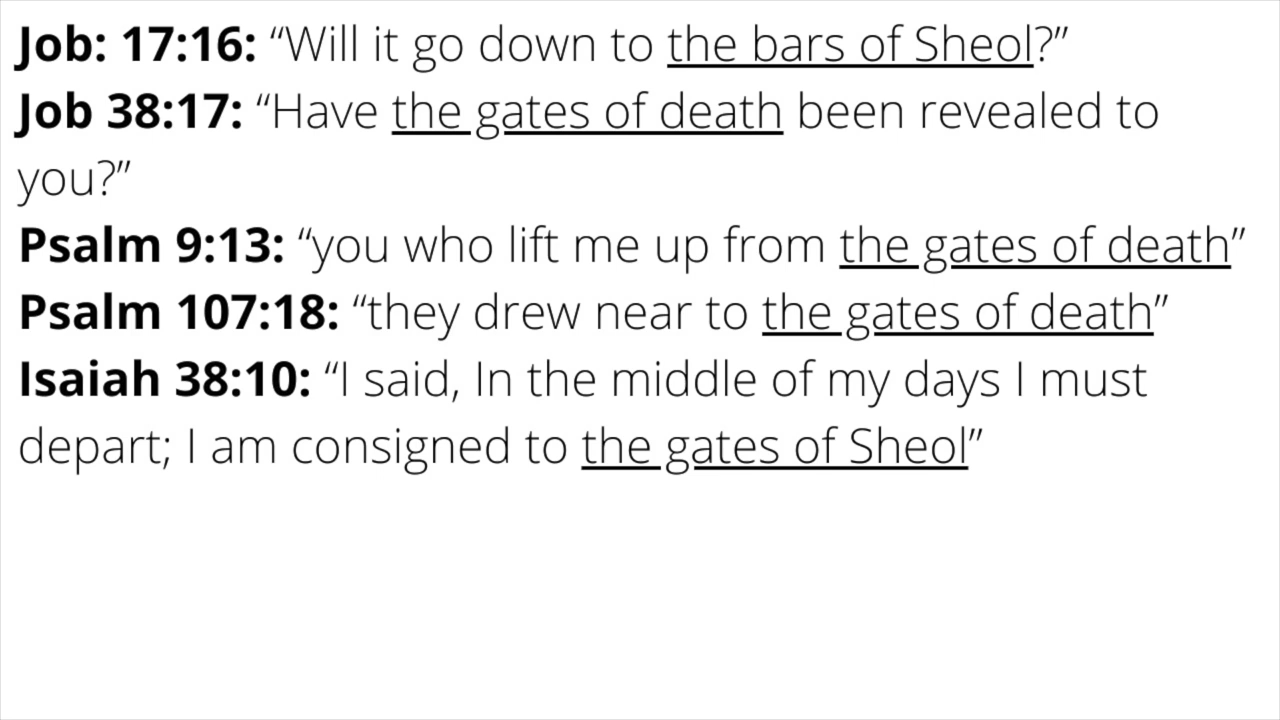 Job: 17:16: “Will it go down to the bars of Sheol?”
Job 38:17: “Have the gates of death been revealed to
you?”
Psalm 9:13: “you who lift me up from the gates of death”
Psalm 107:18: “they drew near to the gates of death”
Isaiah 38:10: “I said, In the middle of my days I must
depart; I am consigned to the gates of Sheol”